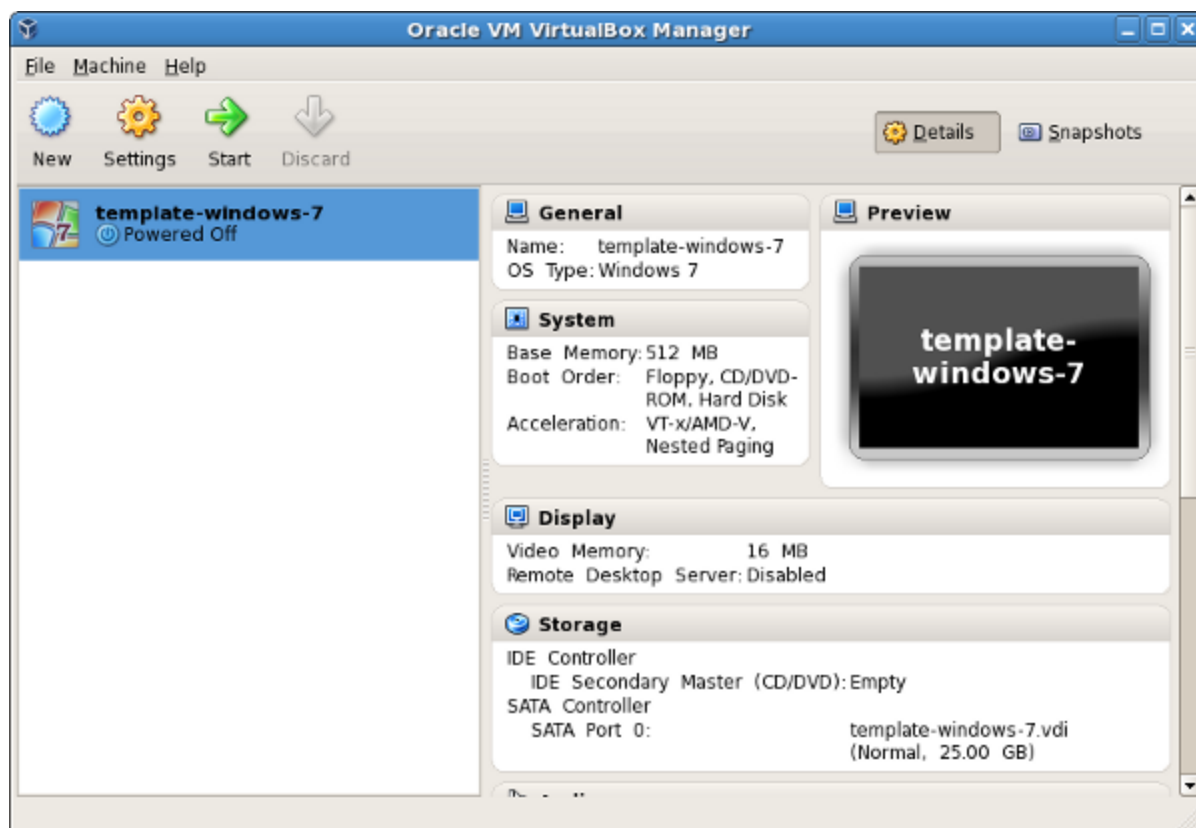 Oracle VM VirtualBox Manager
File Machine Help
New Settings Start Discard
Details Snapshots
template-windows-7
Powered Off
General
Name: template-windows-7
OS Type: Windows 7
System
Base Memory: 512 MB
Boot Order: Floppy, CD/DVD-
ROM, Hard Disk
Acceleration: VT-x/AMD-V,
Nested Paging
Preview
template-
windows-7
Display
Video Memory: 16 MB
Remote Desktop Server: Disabled
Storage
IDE Controller
IDE Secondary Master (CD/DVD): Empty
SATA Controller
SATA Port 0: template-windows-7.vdi
(Normal, 25.00 GB)